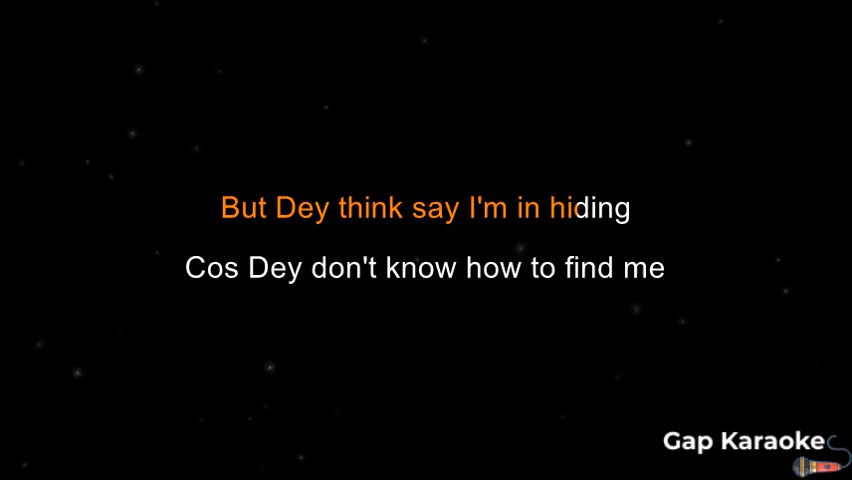 But Dey think say I'm in hiding
Cos Dey don't know how to find me
Gap Karaoke